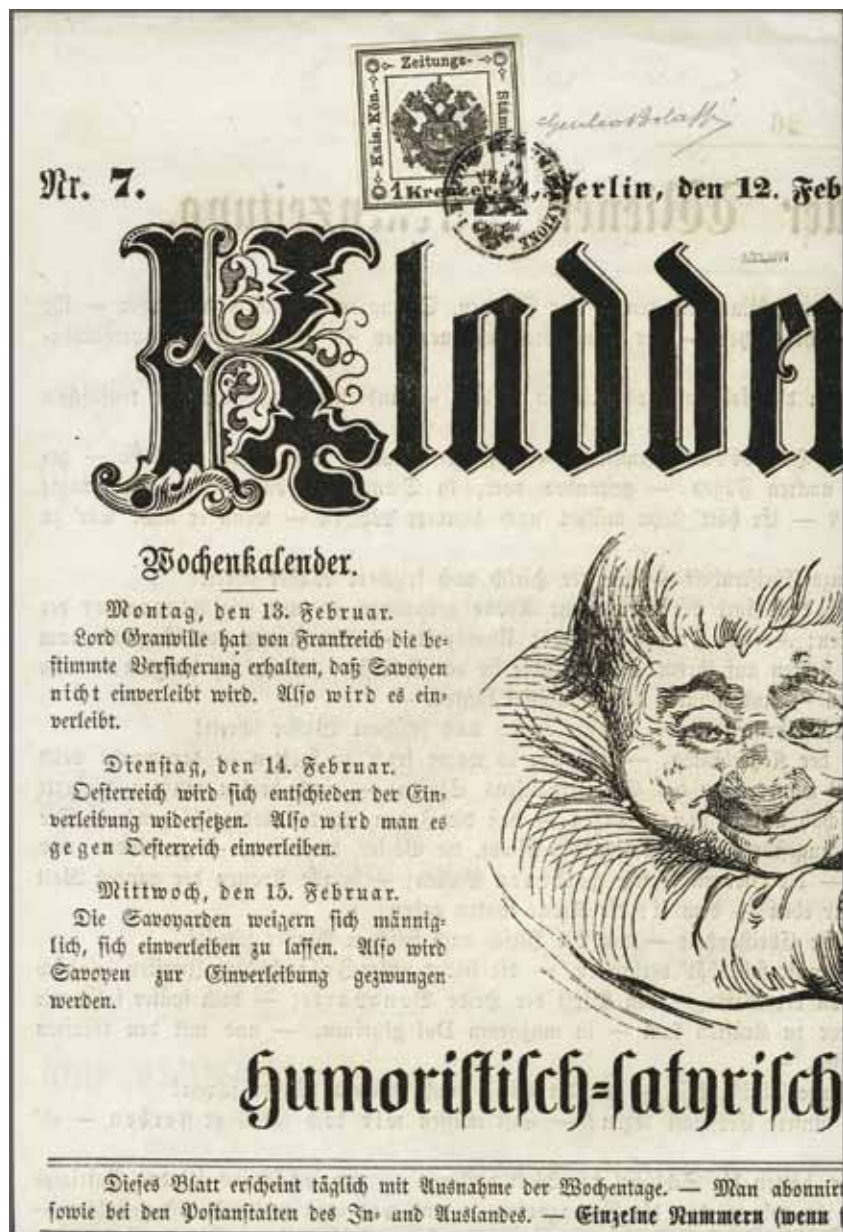 Zeitungs-
Kais. Kön.
Stäm
1 Kreuzer
Nr. 7.
Berlin, den 12. Feb
Kladdr
Wochenkalender.
Montag, den 13. Februar.
Lord Granville hat von Frankreich die be⸗
stimmte Versicherung erhalten, daß Savoyen
nicht einverleibt wird. Also wird es ein⸗
verleibt.
Dienstag, den 14. Februar.
Oesterreich wird sich entschieden der Ein⸗
verleibung widersetzen. Also wird man es
gegen Oesterreich einverleiben.
Mittwoch, den 15. Februar.
Die Savoyarden weigern sich männig⸗
lich, sich einverleiben zu lassen. Also wird
Savoyen zur Einverleibung gezwungen
werden.
Humoristisch⸗satyrisch
Dieses Blatt erscheint täglich mit Ausnahme der Wochentage. — Man abonnirt
sowie bei den Postanstalten des In- und Auslandes. — Einzelne Nummern (wenn